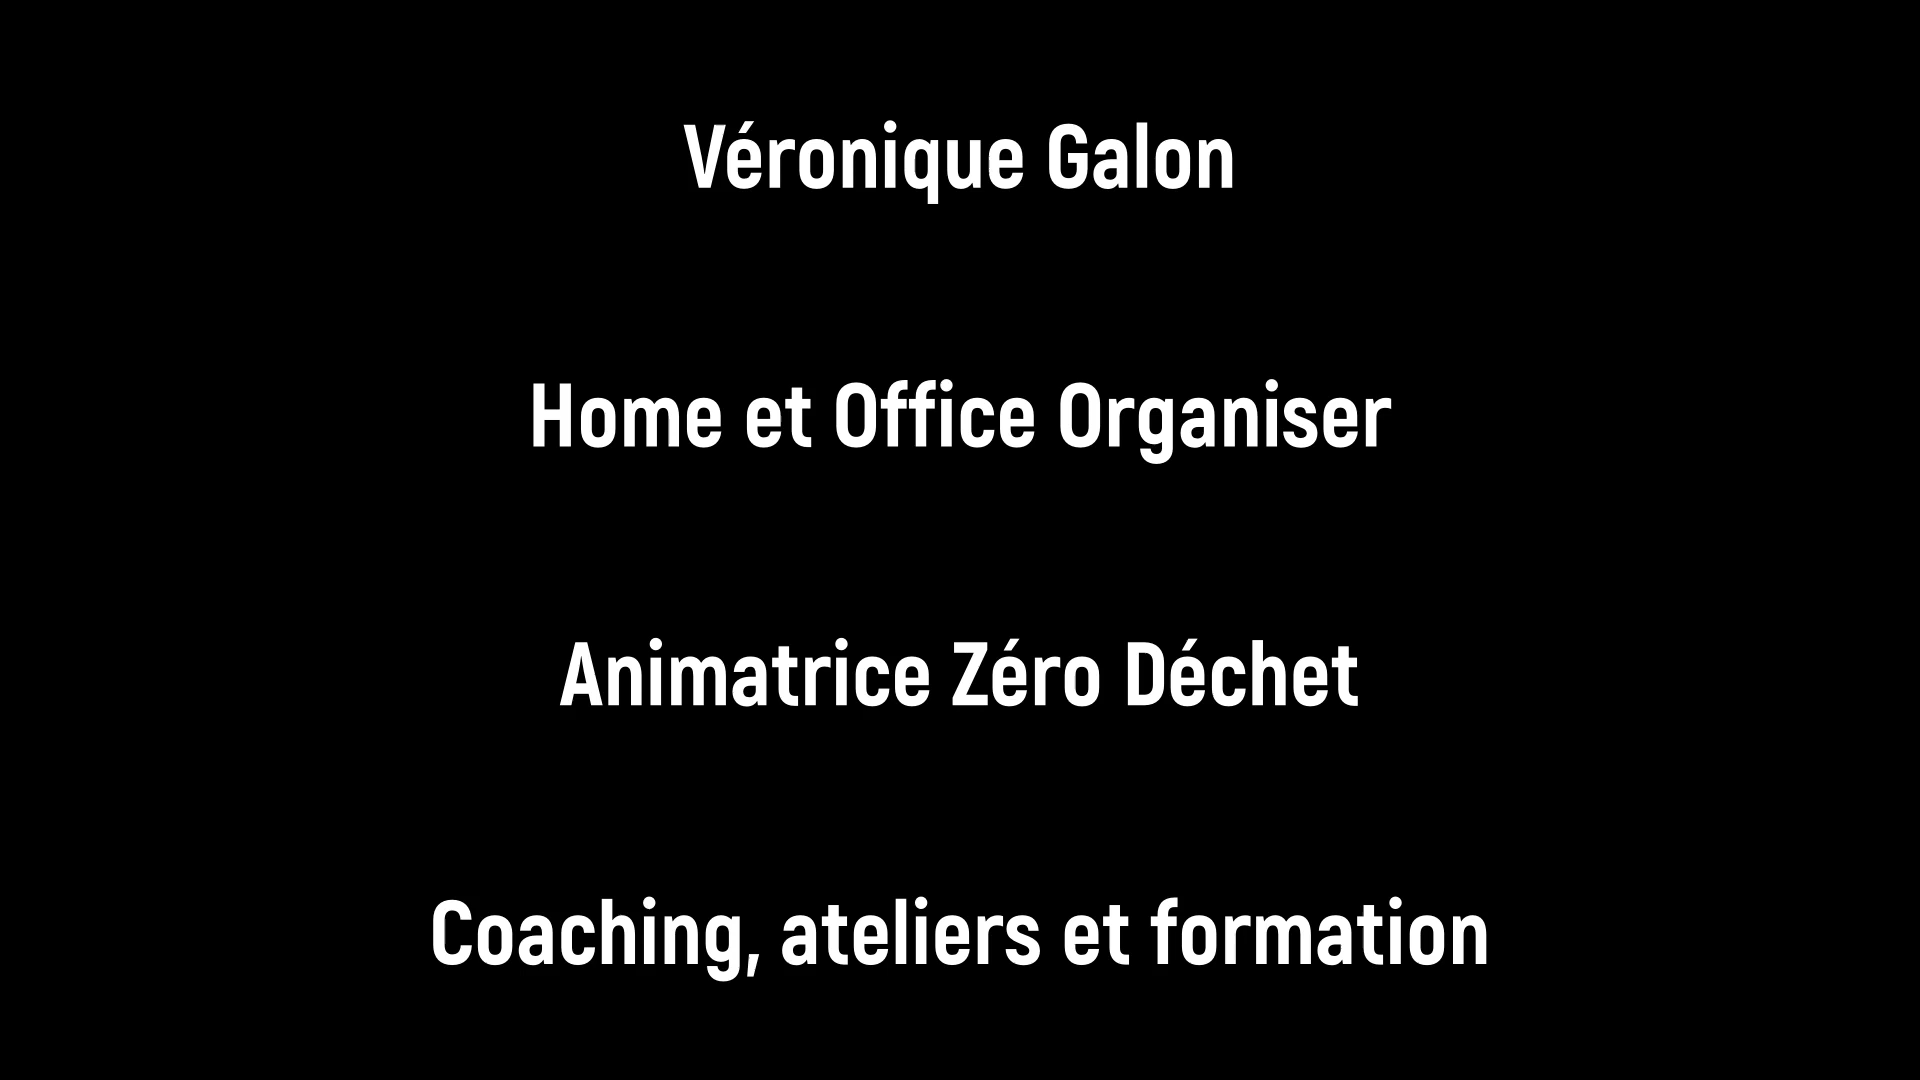 Véronique Galon
Home et Office Organiser
Animatrice Zéro Déchet
Coaching, ateliers et formation